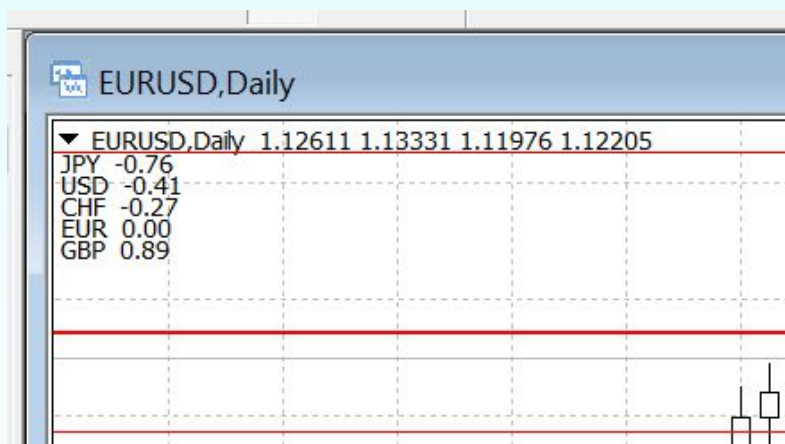 EURUSD,Daily
EURUSD,Daily 1.12611 1.13331 1.11976 1.12205
JPY -0.76
USD -0.41
CHF -0.27
EUR 0.00
GBP 0.89